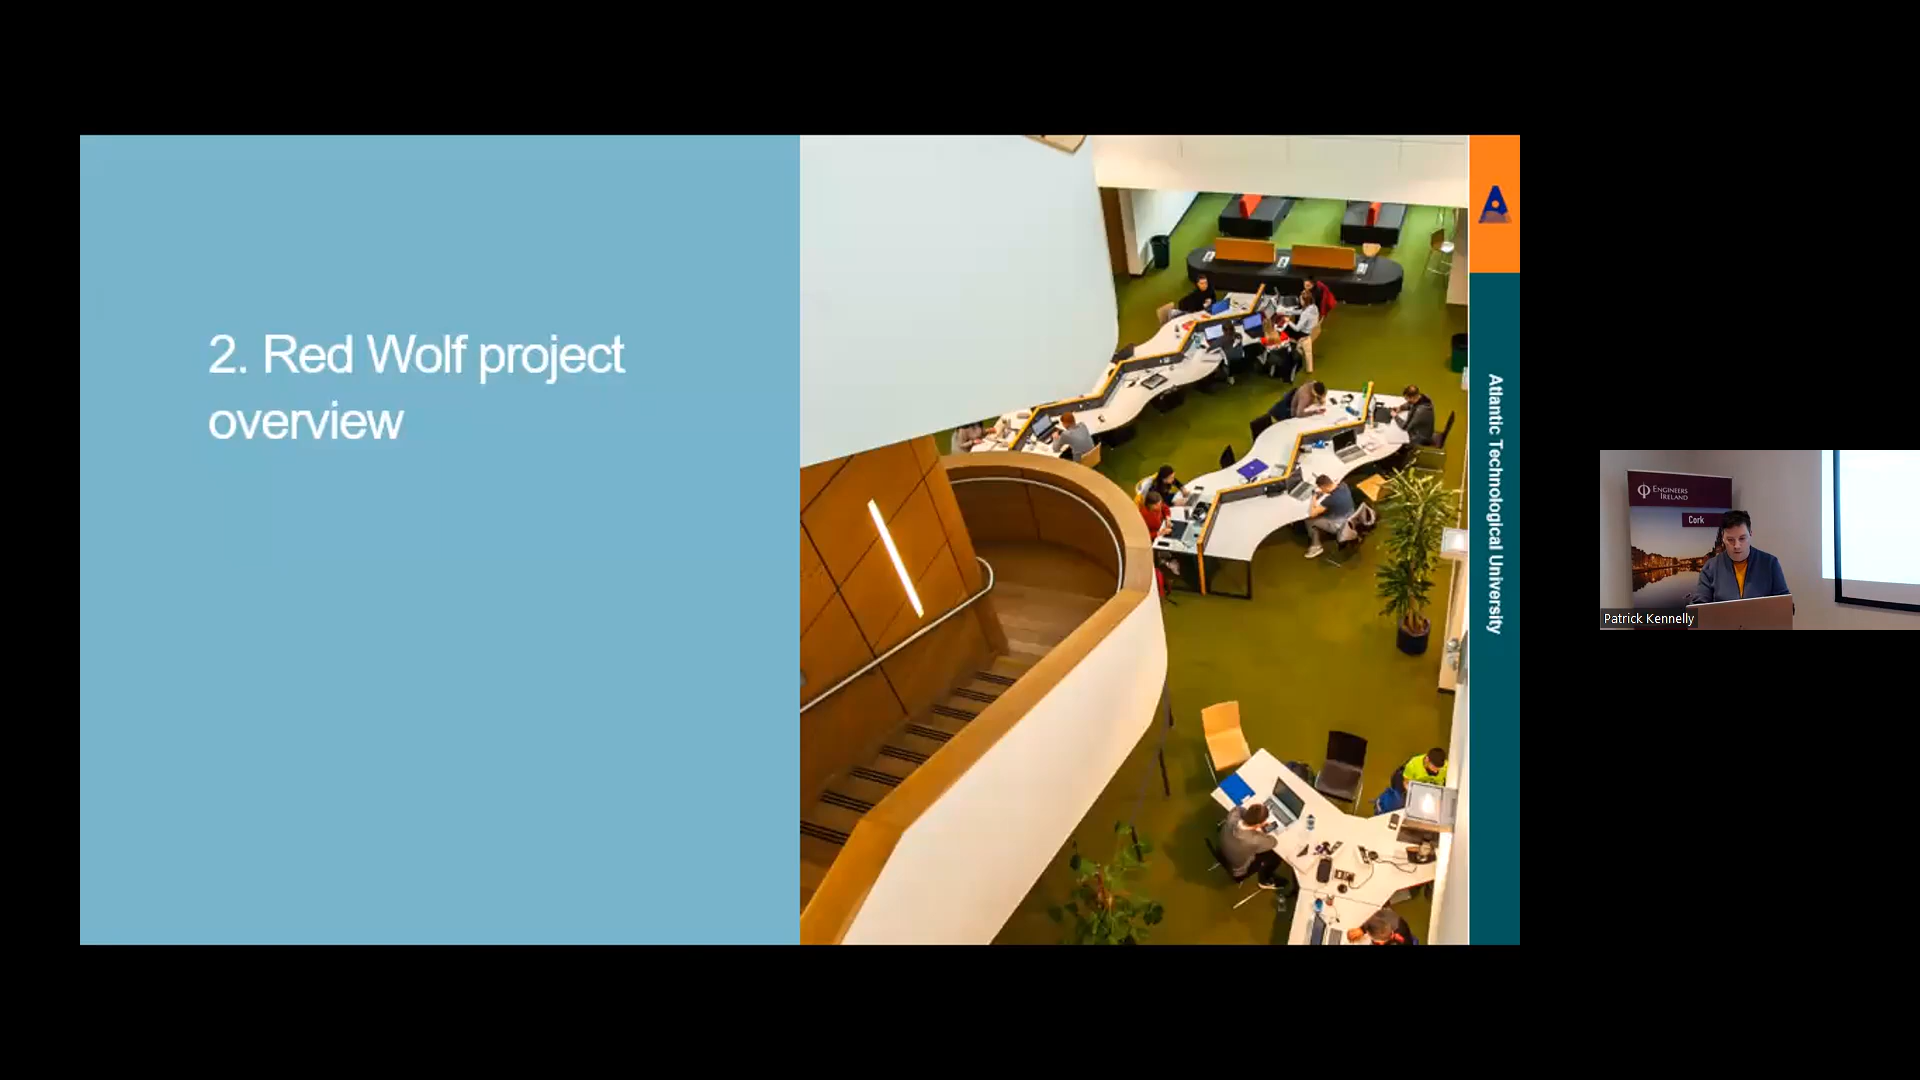 2. Red Wolf project
overview
Atlantic Technological University
ENGINEERS
IRELAND
Cork
Patrick Kennelly